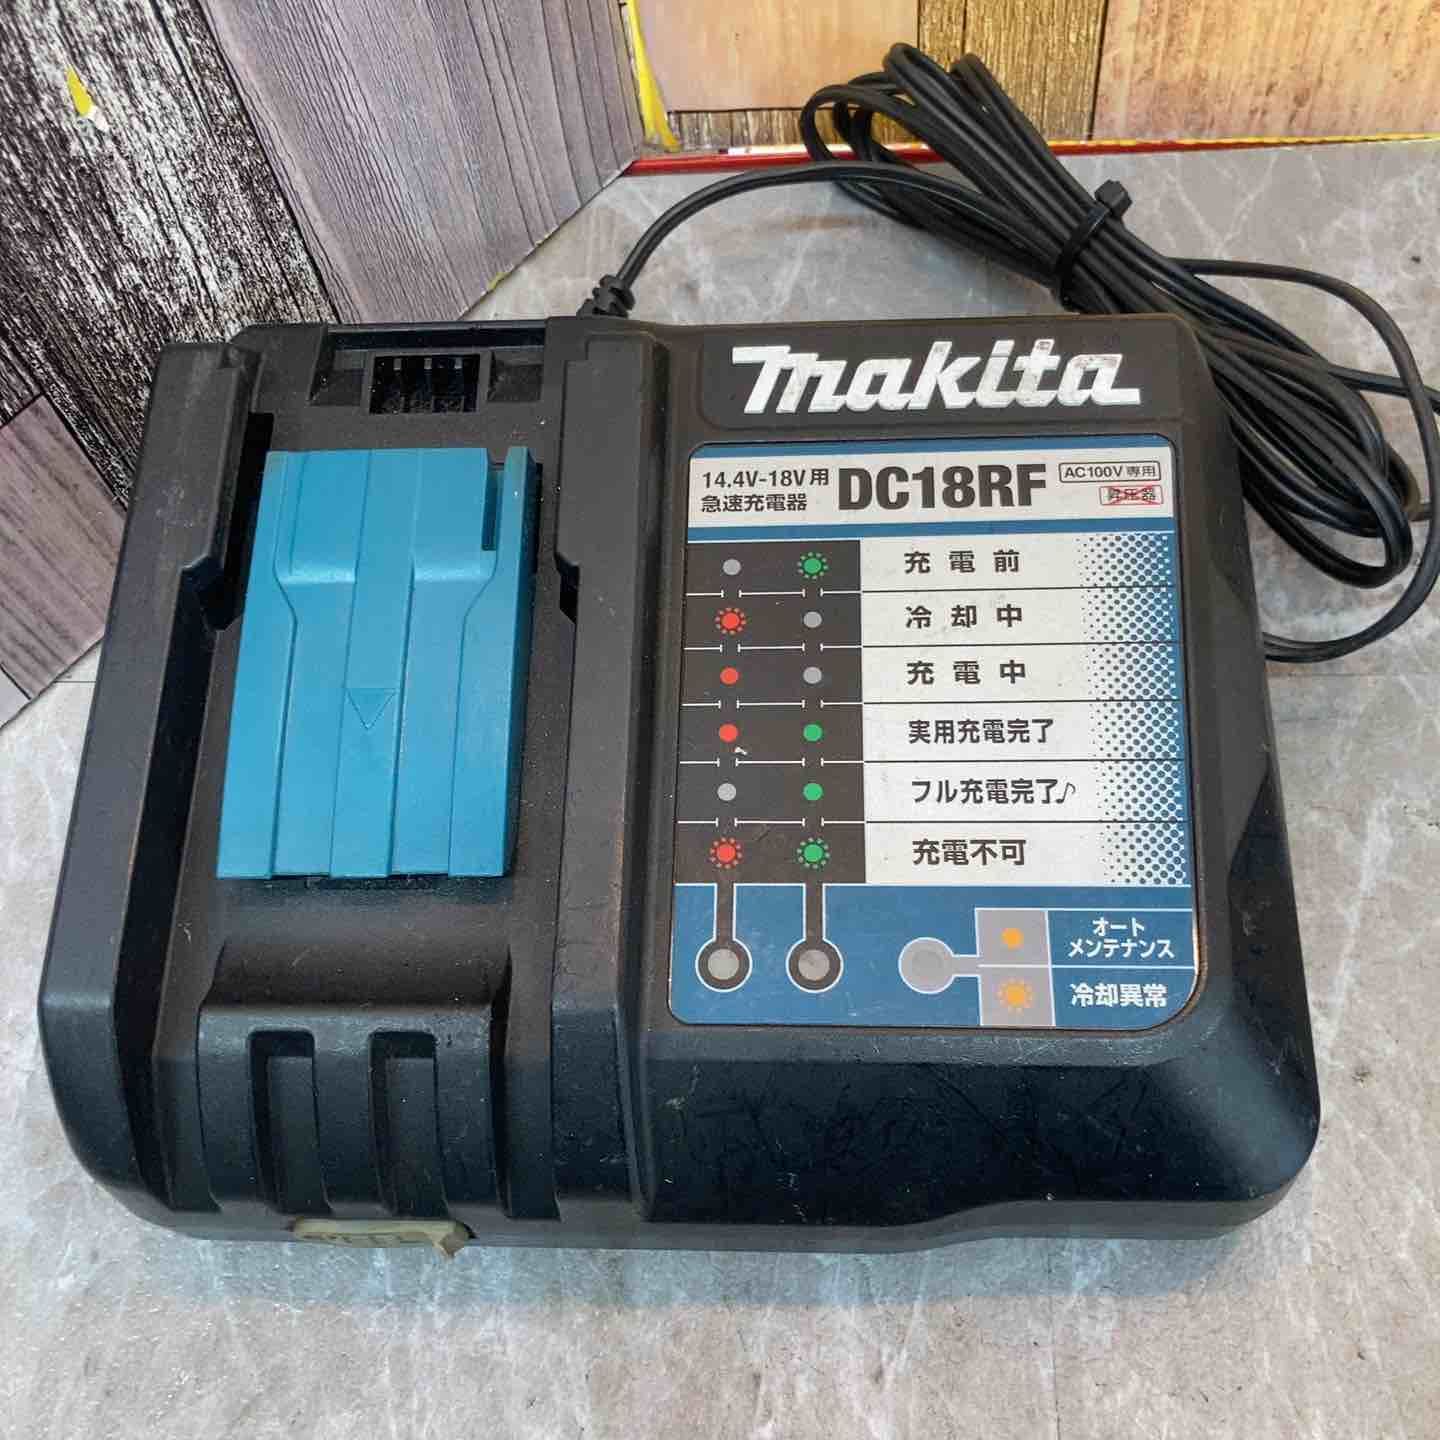 makita
14.4V-18V用
急速充電器
DC18RF
AC100V専用
昇圧器
充電前
冷却中
充電中
実用充電完了
フル充電完了♪
充電不可
オート
メンテナンス
冷却異常